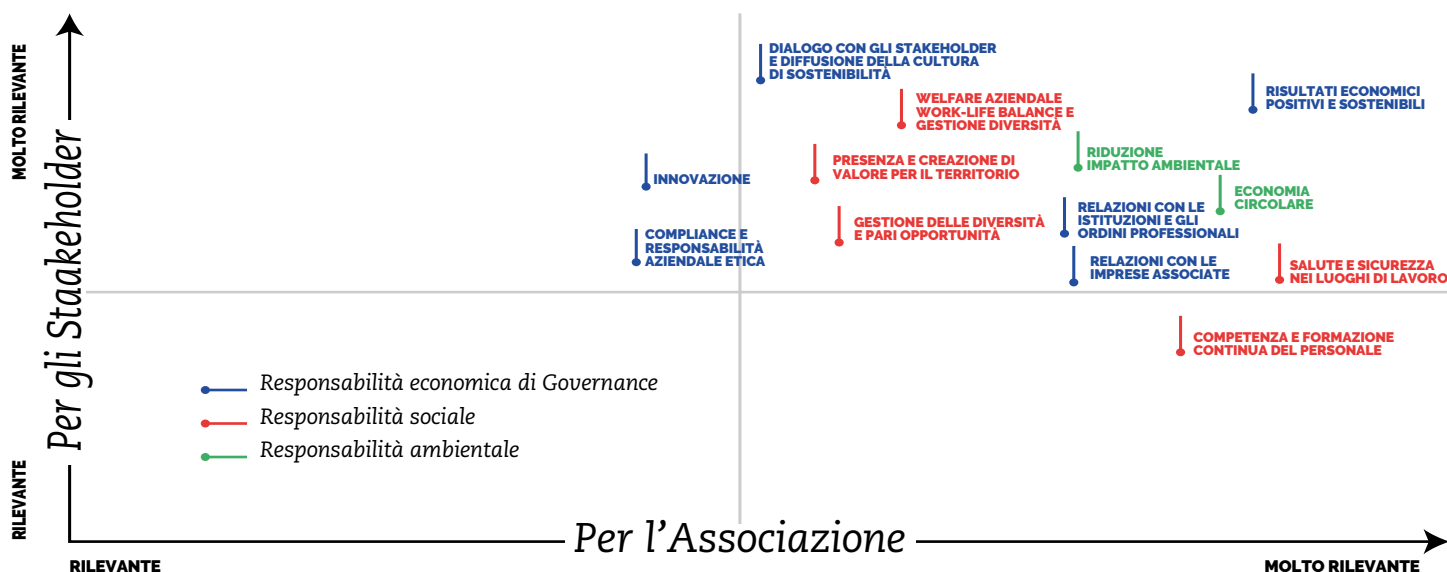 MOLTO RILEVANTE
Per gli Staakeholder
RILEVANTE
DIALOGO CON GLI STAKEHOLDER
E DIFFUSIONE DELLA CULTURA
DI SOSTENIBILITÀ
WELFARE AZIENDALE
WORK-LIFE BALANCE E
GESTIONE DIVERSITÀ
RISULTATI ECONOMICI
POSITIVI E SOSTENIBILI
INNOVAZIONE
PRESENZA E CREAZIONE DI
VALORE PER IL TERRITORIO
RIDUZIONE
IMPATTO AMBIENTALE
ECONOMIA
CIRCOLARE
COMPLIANCE E
RESPONSABILITÀ
AZIENDALE ETICA
GESTIONE DELLE DIVERSITÀ
E PARI OPPORTUNITÀ
RELAZIONI CON LE
ISTITUZIONI E GLI
ORDINI PROFESSIONALI
RELAZIONI CON LE
IMPRESE ASSOCIATE
SALUTE E SICUREZZA
NEI LUOGHI DI LAVORO
COMPETENZA E FORMAZIONE
CONTINUA DEL PERSONALE
Responsabilità economica di Governance
Responsabilità sociale
Responsabilità ambientale
Per l'Associazione
RILEVANTE
MOLTO RILEVANTE